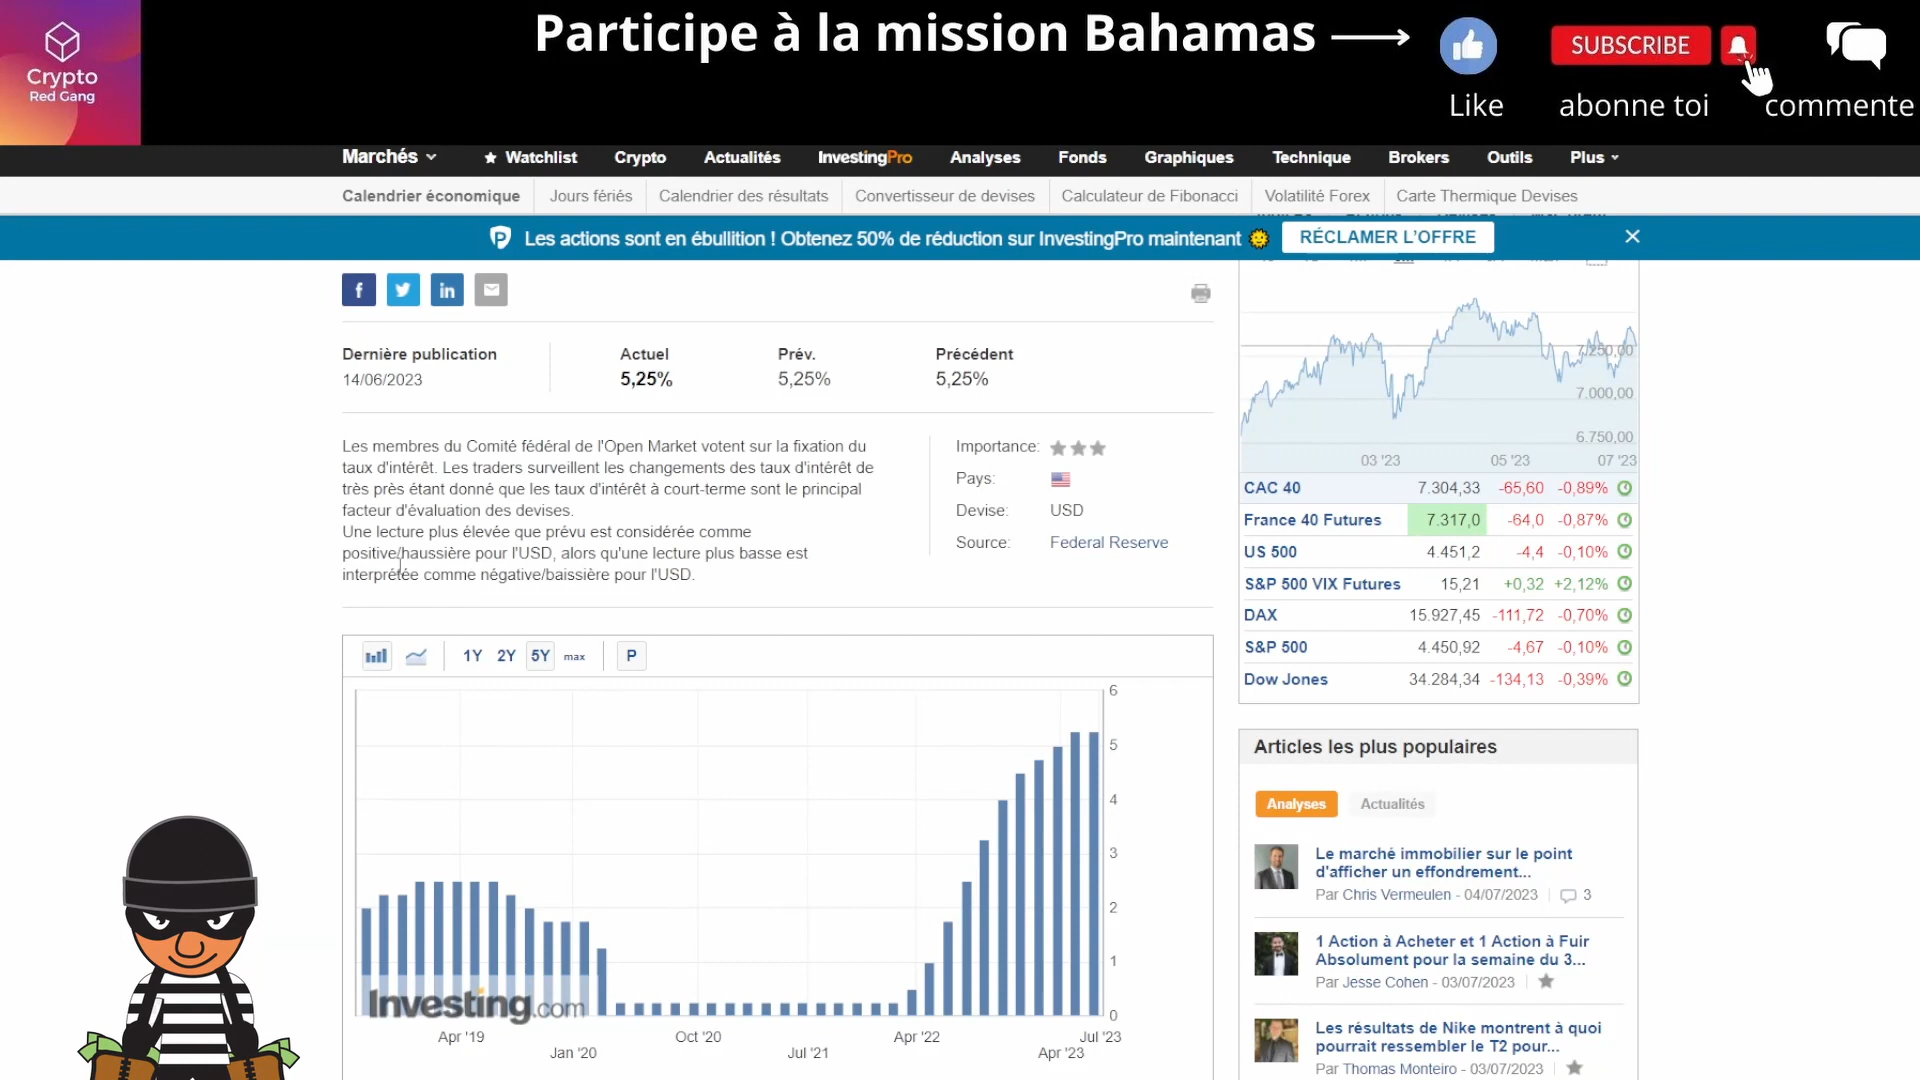 Participe à la mission Bahamas
Crypto
Red Gang
SUBSCRIBE
Like
abonne toi
commente
Marchés
Watchlist
Crypto
Actualités
InvestingPro
Analyses
Fonds
Graphiques
Technique
Brokers
Outils
Plus
Calendrier économique
Jours fériés
Calendrier des résultats
Convertisseur de devises
Calculateur de Fibonacci
Volatilité Forex
Carte Thermique Devises
Les actions sont en ébullition ! Obtenez 50% de réduction sur InvestingPro maintenant
RÉCLAMER L'OFFRE
Dernière publication
14/06/2023
Actuel
5,25%
Prév.
5,25%
Précédent
5,25%
Les membres du Comité fédéral de l'Open Market votent sur la fixation du
taux d'intérêt. Les traders surveillent les changements des taux d'intérêt de
très près étant donné que les taux d'intérêt à court-terme sont le principal
facteur d'évaluation des devises.
Une lecture plus élevée que prévu est considérée comme
positive/haussière pour l'USD, alors qu'une lecture plus basse est
interprétée comme négative/baissière pour l'USD.
Importance:
Pays:
Devise: USD
Source: Federal Reserve
1Y 2Y 5Y max P
6
5
4
3
2
1
0
Investing.com
Apr '19
Jan '20
Oct '20
Jul '21
Apr '22
Apr '23
Jul '23
7.250,00
7.000,00
6.750,00
03 '23 05 '23 07 '23
CAC 40 7.304,33 -65,60 -0,89%
France 40 Futures 7.317,0 -64,0 -0,87%
US 500 4.451,2 -4,4 -0,10%
S&P 500 VIX Futures 15,21 +0,32 +2,12%
DAX 15.927,45 -111,72 -0,70%
S&P 500 4.450,92 -4,67 -0,10%
Dow Jones 34.284,34 -134,13 -0,39%
Articles les plus populaires
Analyses
Actualités
Le marché immobilier sur le point
d'afficher un effondrement...
Par Chris Vermeulen - 04/07/2023 3
1 Action à Acheter et 1 Action à Fuir
Absolument pour la semaine du 3...
Par Jesse Cohen - 03/07/2023
Les résultats de Nike montrent à quoi
pourrait ressembler le T2 pour...
Par Thomas Monteiro - 03/07/2023